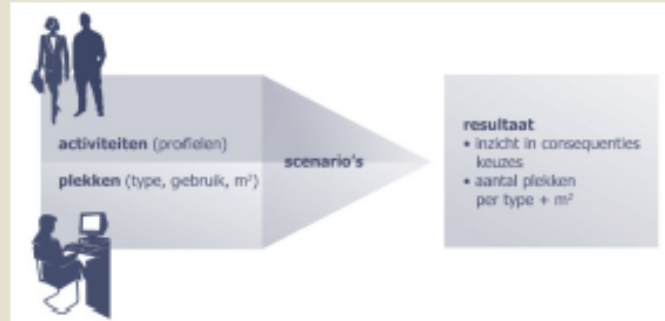 activiteiten (profielen)
plekken (type, gebruik, m²)
scenario's
resultaat
• inzicht in consequenties
keuzes
• aantal plekken
per type + m²